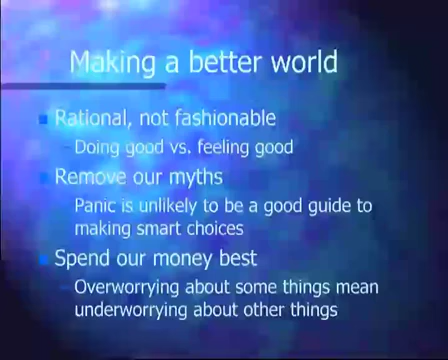 Making a better world
Rational, not fashionable
–Doing good vs. feeling good
Remove our myths
Panic is unlikely to be a good guide to
making smart choices
Spend our money best
–Overworrying about some things mean
underworrying about other things